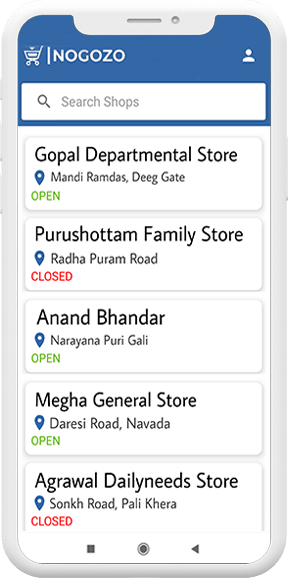 NOGOZO
Search Shops
Gopal Departmental Store
Mandi Ramdas, Deeg Gate
OPEN
Purushottam Family Store
Radha Puram Road
CLOSED
Anand Bhandar
Narayana Puri Gali
OPEN
Megha General Store
Daresi Road, Navada
OPEN
Agrawal Dailyneeds Store
Sonkh Road, Pali Khera
CLOSED